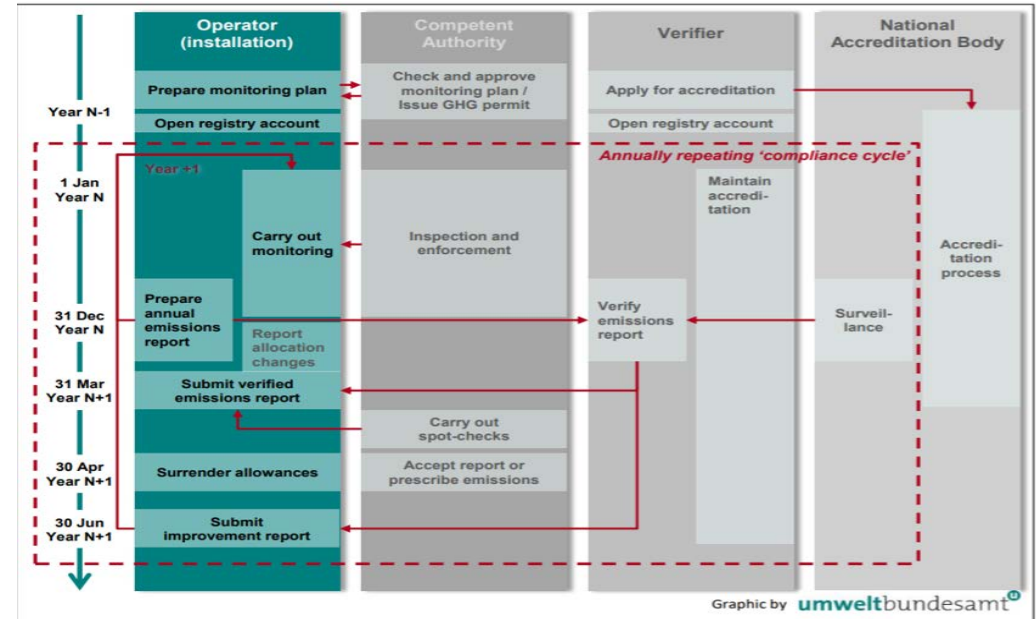 Operator
(installation)
Competent
Authority
Verifier
National
Accreditation Body
Year N-1
Prepare monitoring plan
Check and approve
monitoring plan /
Issue GHG permit
Apply for accreditation
Open registry account
Open registry account
Annually repeating ‘compliance cycle’
Year +1
1 Jan
Year N
Maintain
accredi-
tation
Carry out
monitoring
Inspection and
enforcement
Accredi-
tation
process
31 Dec
Year N
Prepare
annual
emissions
report
Verify
emissions
report
Surveil-
lance
Report
allocation
changes
31 Mar
Year N+1
Submit verified
emissions report
Carry out
spot-checks
30 Apr
Year N+1
Surrender allowances
Accept report or
prescribe emissions
30 Jun
Year N+1
Submit
improvement report
Graphic by umweltbundesamt u